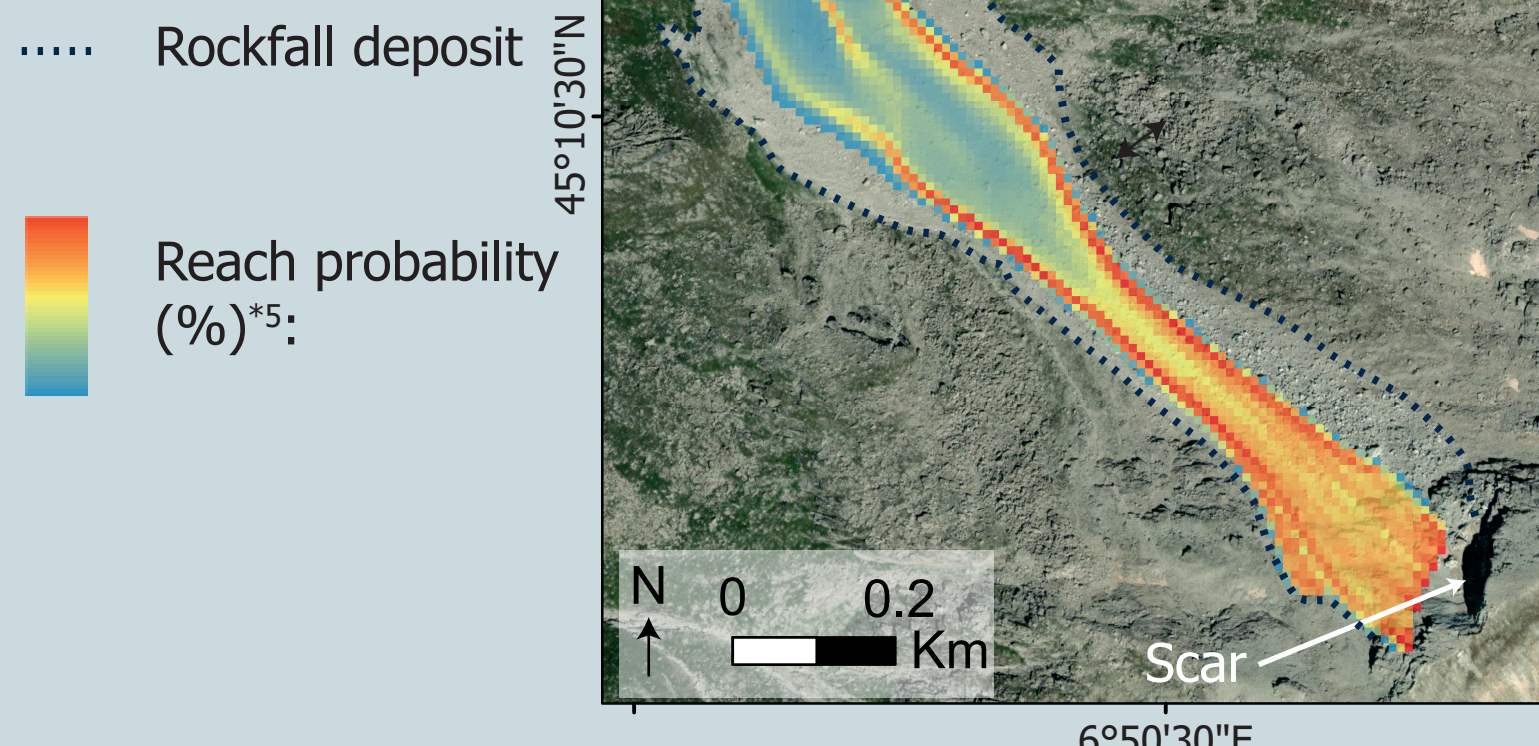 Rockfall deposit
Reach probability
(%)*5:
45°10'30"N
N
0 0.2
Km
Scar
6°50'30"E